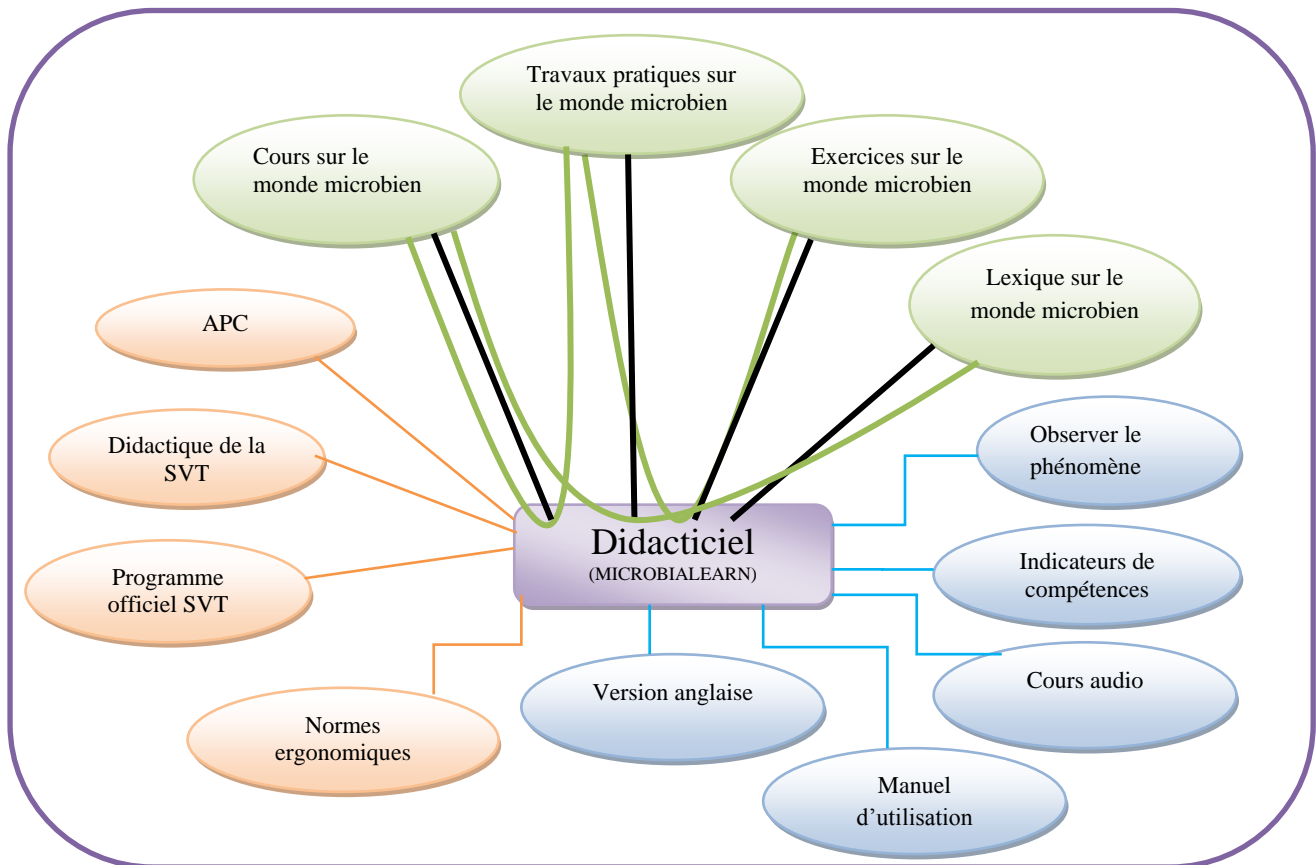 Travaux pratiques sur
le monde microbien
Cours sur le
monde microbien
Exercices sur le
monde microbien
Lexique sur le
monde microbien
APC
Didactique de la
SVT
Programme
officiel SVT
Normes
ergonomiques
Didacticiel
(MICROBIALEARN)
Observer le
phénomène
Indicateurs de
compétences
Cours audio
Version anglaise
Manuel
d’utilisation